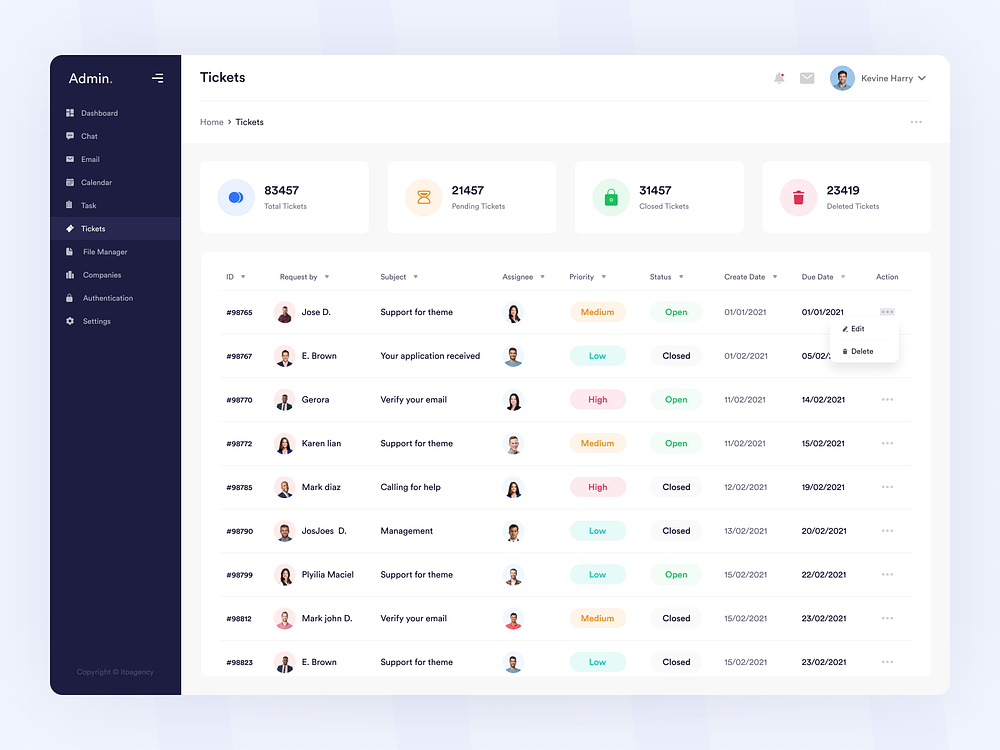 Admin.
Dashboard
Chat
Email
Calendar
Task
Tickets
File Manager
Companies
Authentication
Settings
Copyright © Itoagency
Tickets
Kevine Harry
Home > Tickets
83457
Total Tickets
21457
Pending Tickets
31457
Closed Tickets
23419
Deleted Tickets
ID Request by Subject Assignee Priority Status Create Date Due Date Action
#98765 Jose D. Support for theme Medium Open 01/01/2021 01/01/2021
Edit
Delete
#98767 E. Brown Your application received Low Closed 01/02/2021 05/02/
#98770 Gerora Verify your email High Open 11/02/2021 14/02/2021
#98772 Karen lian Support for theme Medium Open 11/02/2021 15/02/2021
#98785 Mark diaz Calling for help High Closed 12/02/2021 19/02/2021
#98790 JosJoes D. Management Low Closed 13/02/2021 20/02/2021
#98799 Plyilia Maciel Support for theme Low Open 15/02/2021 22/02/2021
#98812 Mark john D. Verify your email Medium Closed 15/02/2021 23/02/2021
#98823 E. Brown Support for theme Low Closed 15/02/2021 23/02/2021